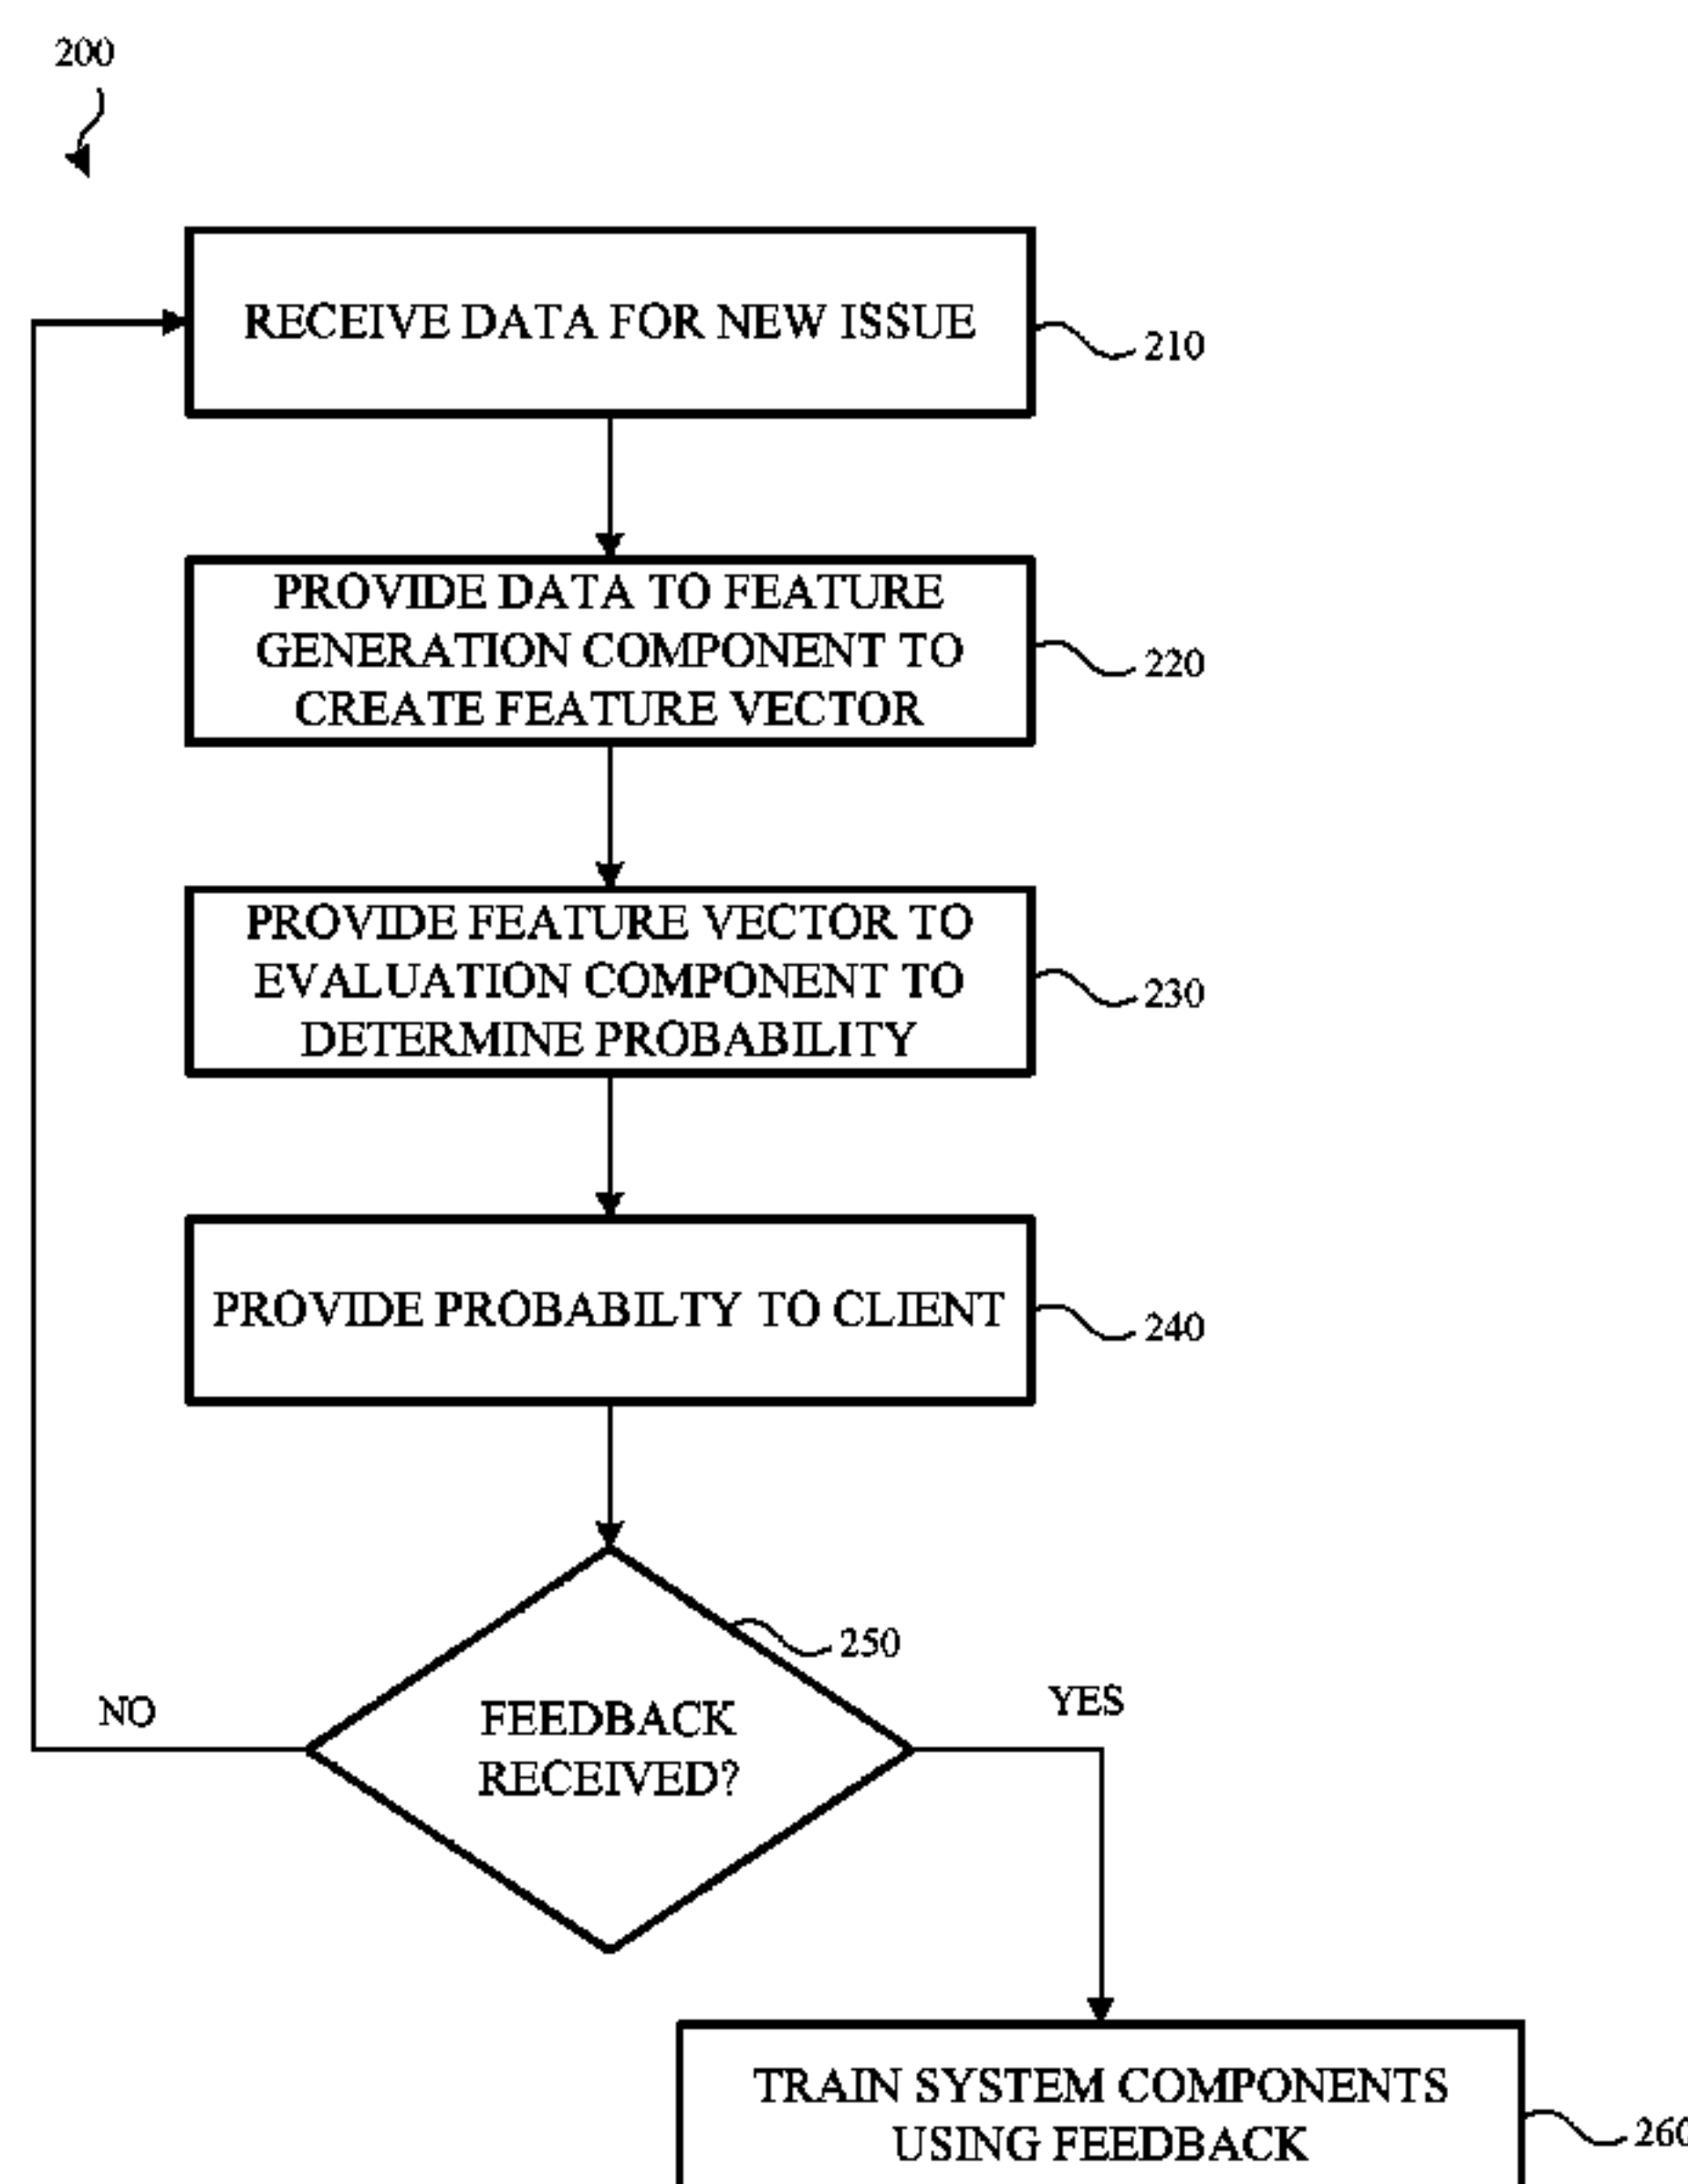 200
RECEIVE DATA FOR NEW ISSUE
210
PROVIDE DATA TO FEATURE
GENERATION COMPONENT TO
CREATE FEATURE VECTOR
220
PROVIDE FEATURE VECTOR TO
EVALUATION COMPONENT TO
DETERMINE PROBABILITY
230
PROVIDE PROBABILTY TO CLIENT
240
250
NO
FEEDBACK
RECEIVED?
YES
TRAIN SYSTEM COMPONENTS
USING FEEDBACK
260